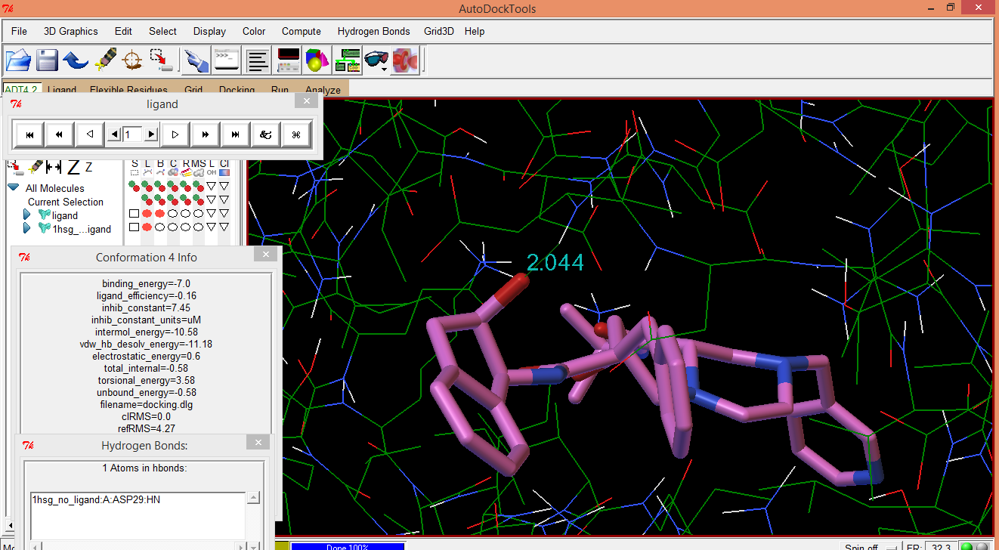 AutoDockTools
File 3D Graphics Edit Select Display Color Compute Hydrogen Bonds Grid3D Help
>>>_
ADT4.2 Ligand Flexible Residues Grid Docking Run Analyze
ligand
1
Z Z
S L B C R MS L Cl
OH
All Molecules
Current Selection
ligand
1hsg_...igand
Conformation 4 Info
binding_energy=-7.0
ligand_efficiency=-0.16
inhib_constant=7.45
inhib_constant_units=uM
intermol_energy=-10.58
vdw_hb_desolv_energy=-11.18
electrostatic_energy=0.6
total_internal=-0.58
torsional_energy=3.58
unbound_energy=-0.58
filename=docking.dlg
clRMS=0.0
refRMS=4.27
2.044
Hydrogen Bonds:
1 Atoms in hbonds:
1hsg_no_ligand:A:ASP29:HN
Done 100% Spin off FR: 32.3